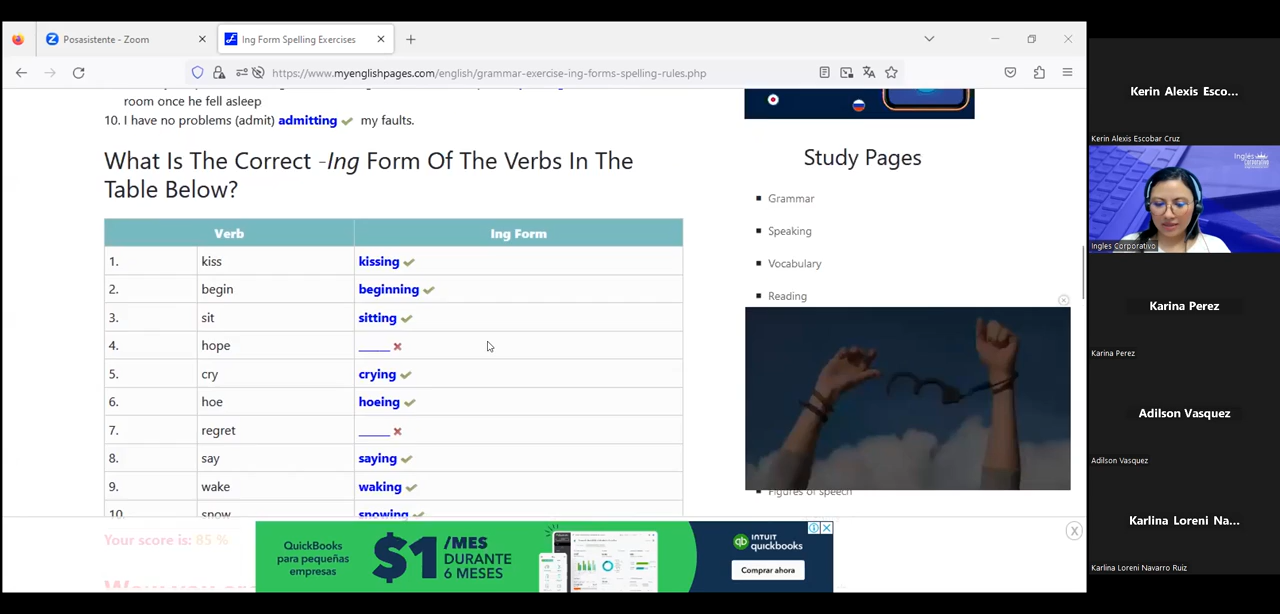 Posasistente - Zoom
Ing Form Spelling Exercises
https://www.myenglishpages.com/english/grammar-exercise-ing-forms-spelling-rules.php
room once he fell asleep
10. I have no problems (admit) admitting my faults.
What Is The Correct -Ing Form Of The Verbs In The
Table Below?
Verb Ing Form
1. kiss kissing
2. begin beginning
3. sit sitting
4. hope _____
5. cry crying
6. hoe hoeing
7. regret _____
8. say saying
9. wake waking
10. snow snowing
Your score is: 85 %
Study Pages
Grammar
Speaking
Vocabulary
Reading
Figures of speech
QuickBooks
para pequeñas
empresas
$1 /MES
DURANTE
6 MESES
INTUIT
quickbooks
Comprar ahora
Kerin Alexis Esco...
Kerin Alexis Escobar Cruz
Inglés
Corporativo
Ingles Corporativo
Karina Perez
Karina Perez
Adilson Vasquez
Adilson Vasquez
Karlina Loreni Na...
Karlina Loreni Navarro Ruiz